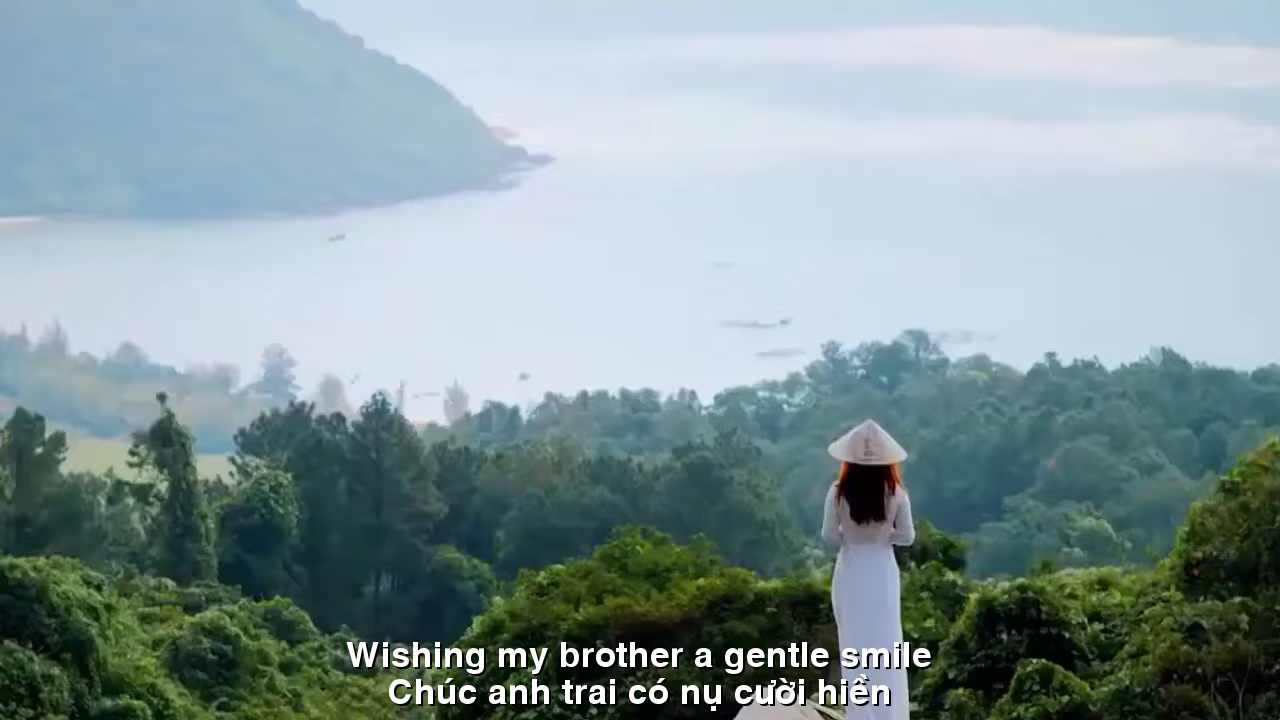 Wishing my brother a gentle smile
Chúc anh trai có nụ cười hiền